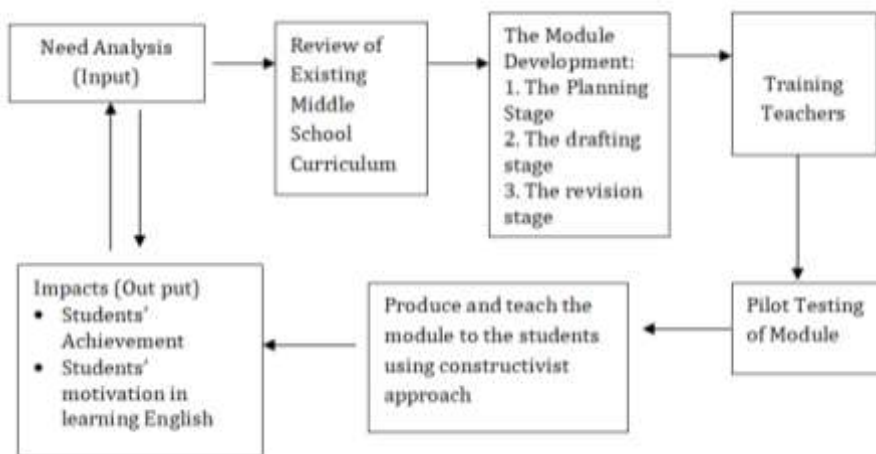 Need Analysis
(Input)
Review of
Existing
Middle
School
Curriculum
The Module
Development:
1. The Planning
Stage
2. The drafting
stage
3. The revision
stage
Training
Teachers
Pilot Testing
of Module
Produce and teach the
module to the students
using constructivist
approach
Impacts (Out put)
• Students'
Achievement
• Students'
motivation in
learning English